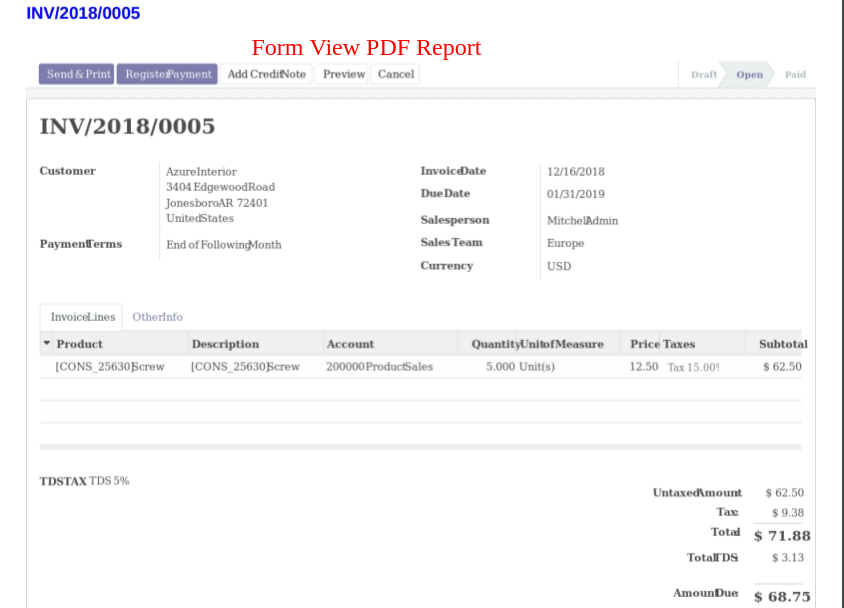 INV/2018/0005
Form View PDF Report
Send & Print Register Payment Add Credit Note Preview Cancel Draft Open Paid
INV/2018/0005
Customer Azure Interior
3404 Edgewood Road
Jonesboro AR 72401
United States
Payment Terms End of Following Month
Invoice Date 12/16/2018
Due Date 01/31/2019
Salesperson Mitchell Admin
Sales Team Europe
Currency USD
Invoice Lines Other Info
Product Description Account Quantity Unit of Measure Price Taxes Subtotal
[CONS_25630] Screw [CONS_25630] Screw 200000 Product Sales 5.000 Unit(s) 12.50 Tax 15.00% $ 62.50
TDS TAX TDS 5%
Untaxed Amount $ 62.50
Tax: $ 9.38
Total $ 71.88
Total TDS: $ 3.13
Amount Due: $ 68.75